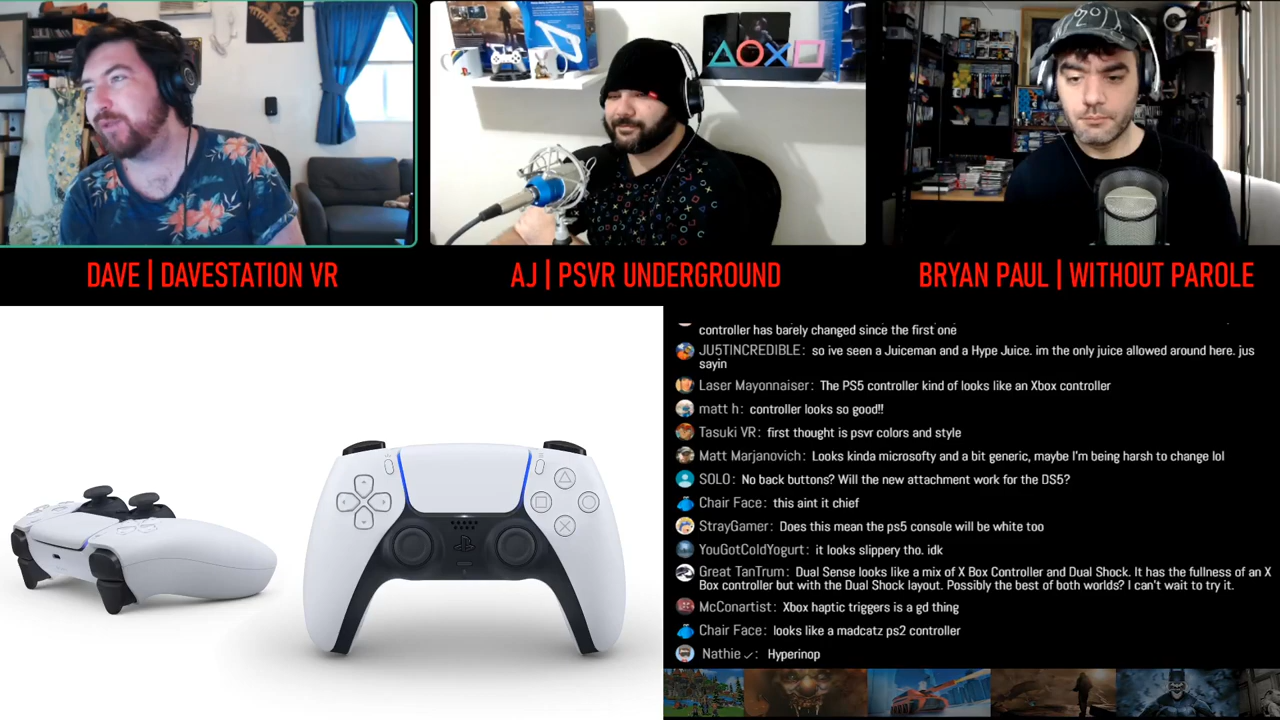 DAVE | DAVESTATION VR
AJ | PSVR UNDERGROUND
BRYAN PAUL | WITHOUT PAROLE
controller has barely changed since the first one
JU5TINCREDIBLE: so ive seen a Juiceman and a Hype Juice. im the only juice allowed around here. jus
sayin
Laser Mayonnaiser: The PS5 controller kind of looks like an Xbox controller
matt h: controller looks so good!!
Tasuki VR: first thought is psvr colors and style
Matt Marjanovich: Looks kinda microsofty and a bit generic, maybe I'm being harsh to change lol
SOLO: No back buttons? Will the new attachment work for the DS5?
Chair Face: this aint it chief
StrayGamer: Does this mean the ps5 console will be white too
YouGotColdYogurt: it looks slippery tho. idk
Great TanTrum: Dual Sense looks like a mix of X Box Controller and Dual Shock. It has the fullness of an X
Box controller but with the Dual Shock layout. Possibly the best of both worlds? I can't wait to try it.
McConartist: Xbox haptic triggers is a gd thing
Chair Face: looks like a madcatz ps2 controller
Nathie ✓: Hyperinop